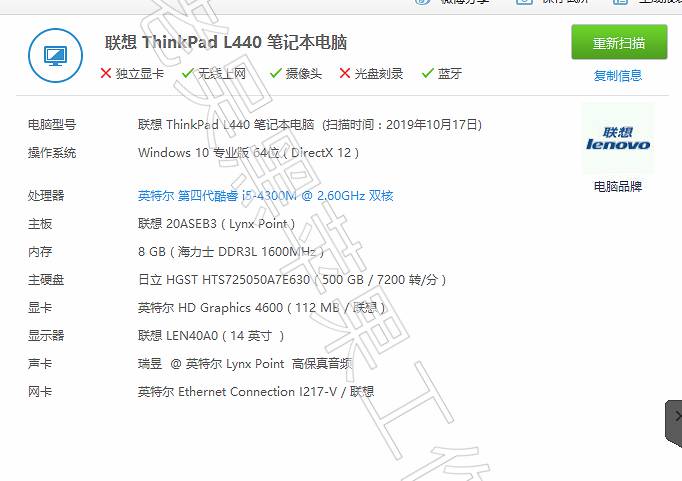 联想 ThinkPad L440 笔记本电脑
重新扫描
独立显卡 无线上网 摄像头 光盘刻录 蓝牙
复制信息
电脑型号 联想 ThinkPad L440 笔记本电脑 (扫描时间：2019年10月17日)
操作系统 Windows 10 专业版 64位 ( DirectX 12 )
联想
lenovo
电脑品牌
处理器 英特尔 第四代酷睿 i5-4300M @ 2.60GHz 双核
主板 联想 20ASEB3 ( Lynx Point )
内存 8 GB ( 海力士 DDR3L 1600MHz )
主硬盘 日立 HGST HTS725050A7E630 ( 500 GB / 7200 转/分 )
显卡 英特尔 HD Graphics 4600 ( 112 MB / 联想 )
显示器 联想 LEN40A0 ( 14 英寸 )
声卡 瑞昱 @ 英特尔 Lynx Point 高保真音频
网卡 英特尔 Ethernet Connection I217-V / 联想
老吴黑苹果工作